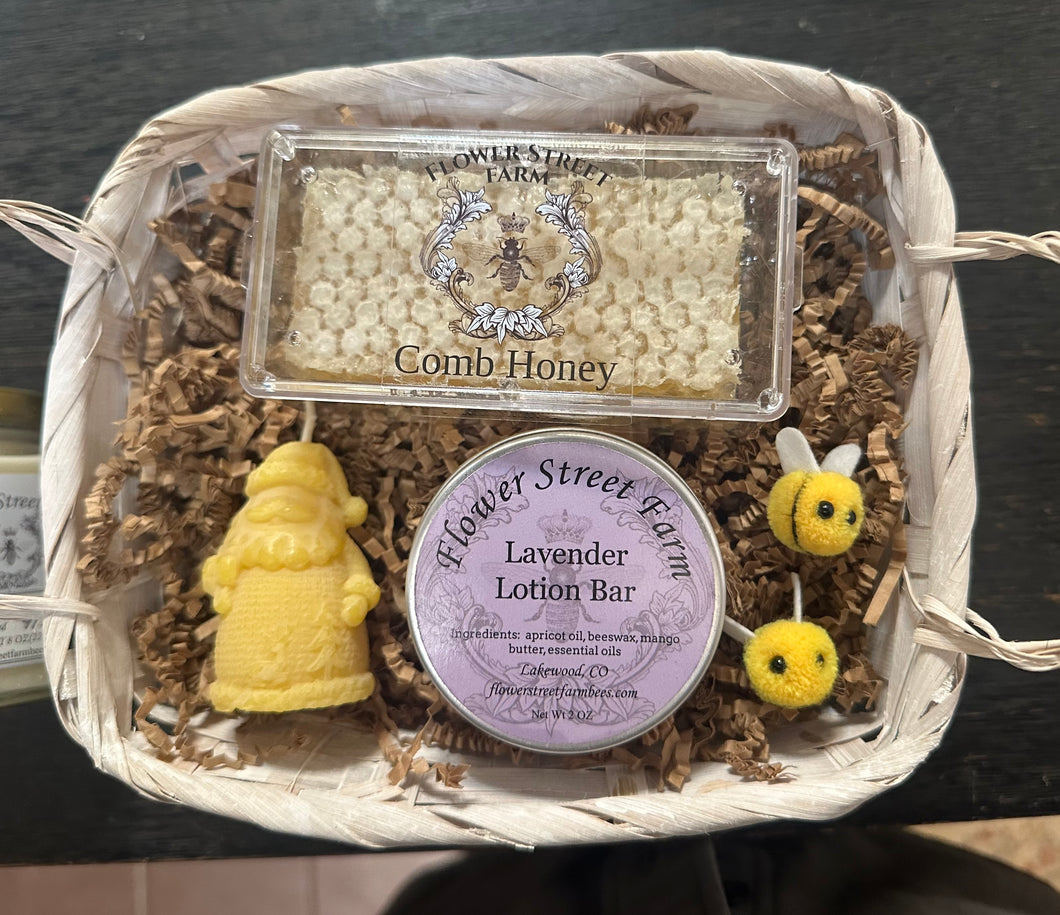 FLOWER STREET
FARM
Comb Honey
Flower Street Farm
Lavender
Lotion Bar
Ingredients: apricot oil, beeswax, mango
butter, essential oils
Lakewood, CO
flowerstreetfarmbees.com
Net Wt 2 OZ
Street